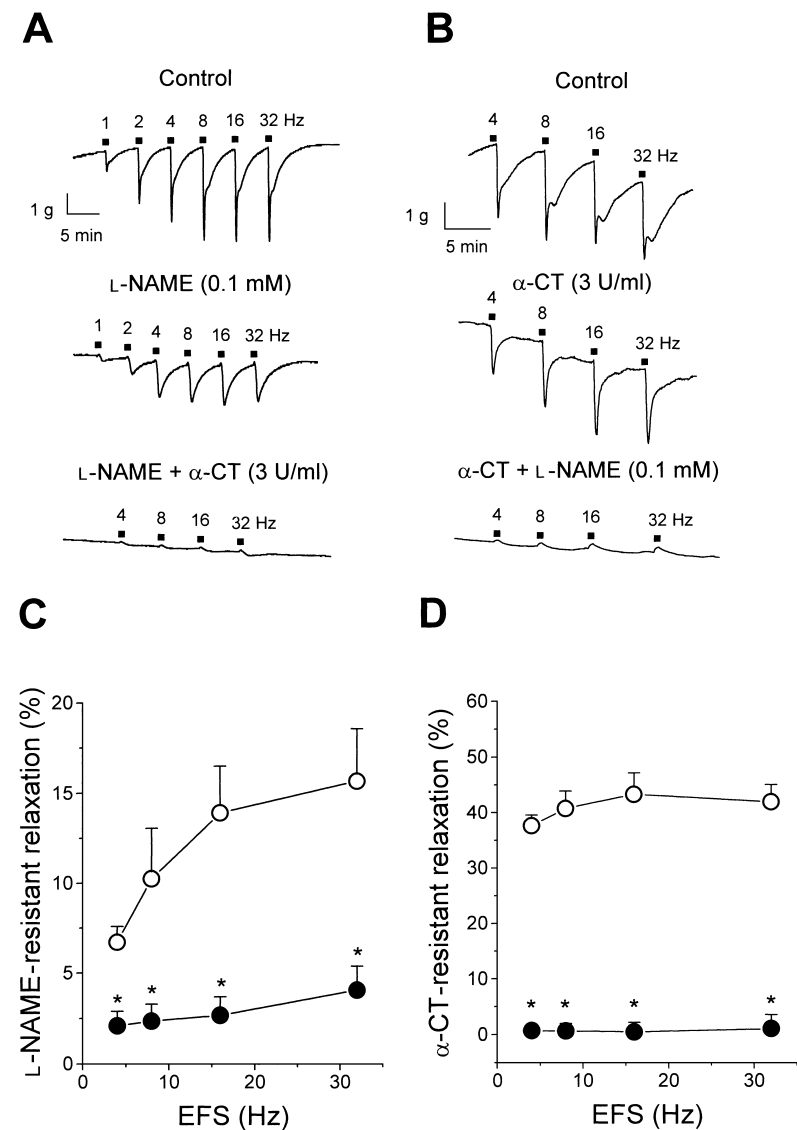 A
Control
1 2 4 8 16 32 Hz
1 g
5 min
L-NAME (0.1 mM)
1 2 4 8 16 32 Hz
L-NAME + α-CT (3 U/ml)
4 8 16 32 Hz
B
Control
4 8 16 32 Hz
1 g
5 min
α-CT (3 U/ml)
4 8 16 32 Hz
α-CT + L-NAME (0.1 mM)
4 8 16 32 Hz
C
L-NAME-resistant relaxation (%)
20
15
10
5
0
* * * *
0 10 20 30
EFS (Hz)
D
α-CT-resistant relaxation (%)
60
50
40
30
20
10
0
* * * *
0 10 20 30
EFS (Hz)